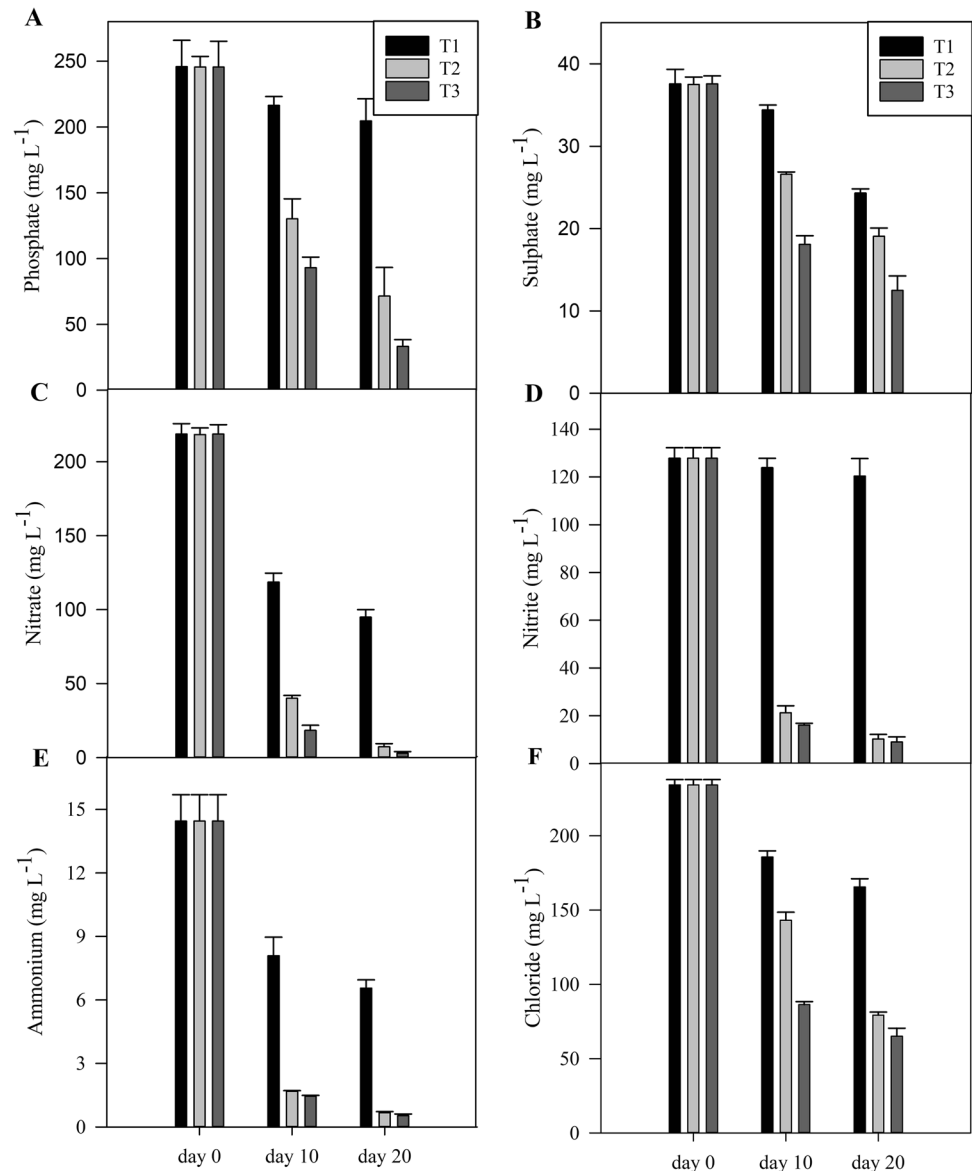 A
T1
T2
T3
Phosphate (mg L-1)
250
200
150
100
50
0
B
T1
T2
T3
Sulphate (mg L-1)
40
30
20
10
0
C
Nitrate (mg L-1)
200
150
100
50
0
D
Nitrite (mg L-1)
140
120
100
80
60
40
20
0
E
Ammonium (mg L-1)
15
12
9
6
3
0
day 0 day 10 day 20
F
Chloride (mg L-1)
200
150
100
50
0
day 0 day 10 day 20